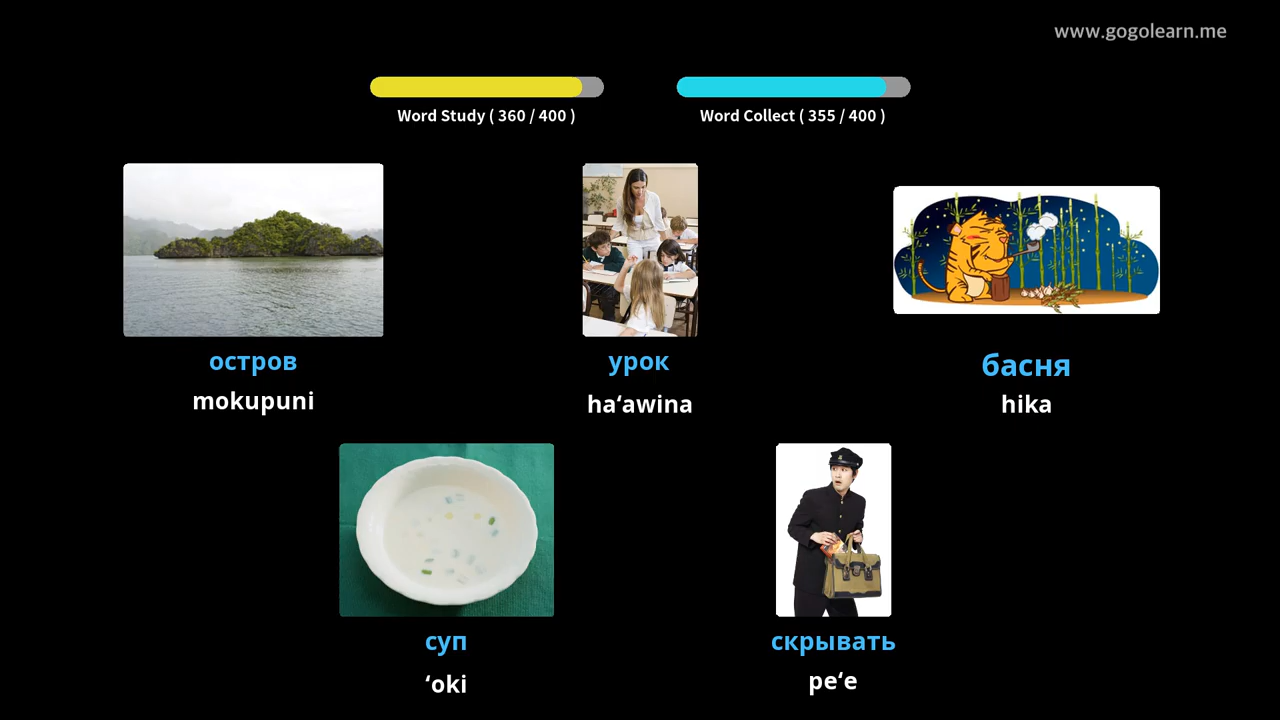 www.gogolearn.me
Word Study ( 360 / 400 )
Word Collect ( 355 / 400 )
остров
mokupuni
урок
haʻawina
басня
hika
суп
ʻoki
скрывать
peʻe